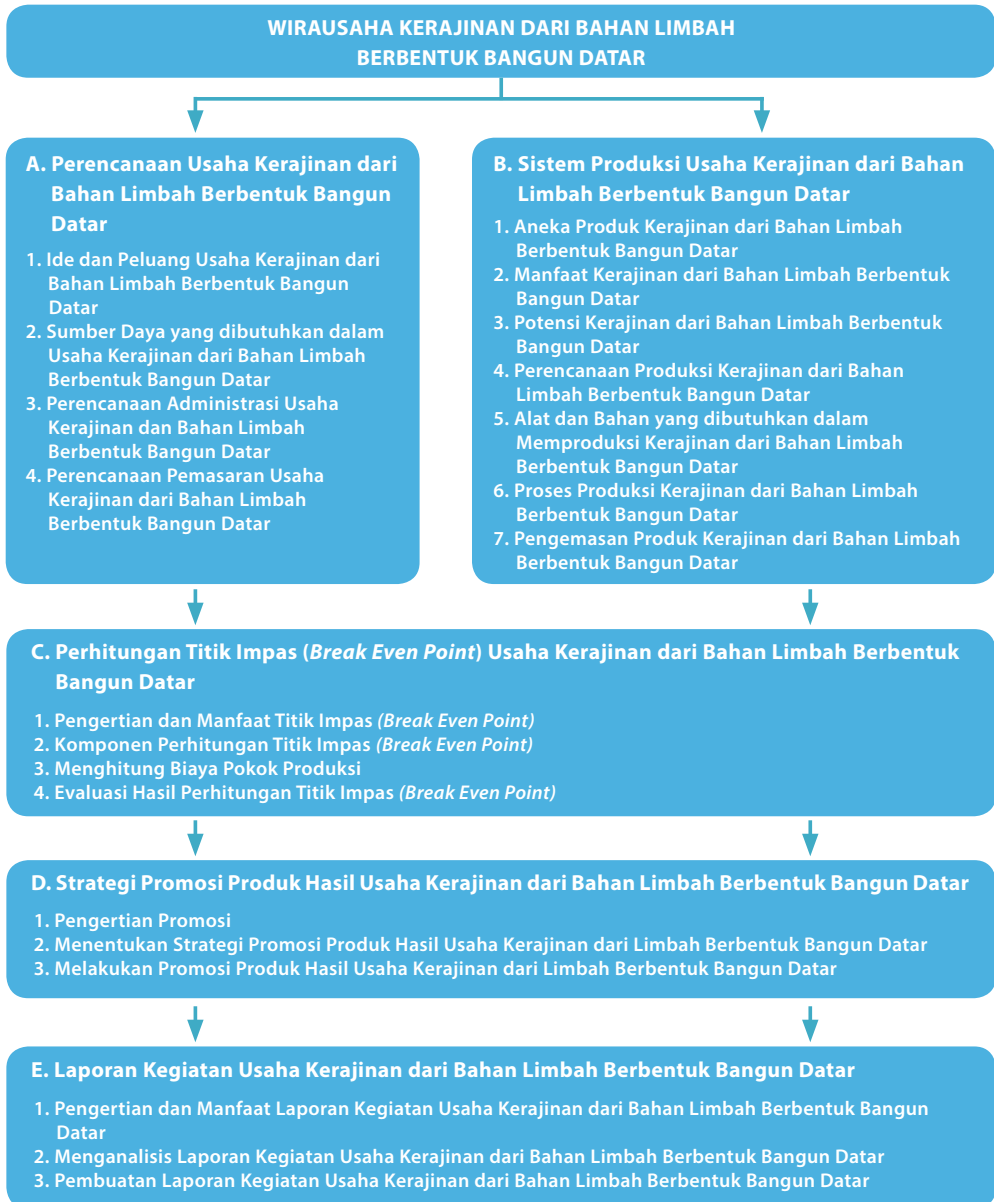 WIRAUSAHA KERAJINAN DARI BAHAN LIMBAH
BERBENTUK BANGUN DATAR
A. Perencanaan Usaha Kerajinan dari
Bahan Limbah Berbentuk Bangun
Datar
1. Ide dan Peluang Usaha Kerajinan dari
Bahan Limbah Berbentuk Bangun
Datar
2. Sumber Daya yang dibutuhkan dalam
Usaha Kerajinan dari Bahan Limbah
Berbentuk Bangun Datar
3. Perencanaan Administrasi Usaha
Kerajinan dan Bahan Limbah
Berbentuk Bangun Datar
4. Perencanaan Pemasaran Usaha
Kerajinan dari Bahan Limbah
Berbentuk Bangun Datar
B. Sistem Produksi Usaha Kerajinan dari Bahan
Limbah Berbentuk Bangun Datar
1. Aneka Produk Kerajinan dari Bahan Limbah
Berbentuk Bangun Datar
2. Manfaat Kerajinan dari Bahan Limbah Berbentuk
Bangun Datar
3. Potensi Kerajinan dari Bahan Limbah Berbentuk
Bangun Datar
4. Perencanaan Produksi Kerajinan dari Bahan
Limbah Berbentuk Bangun Datar
5. Alat dan Bahan yang dibutuhkan dalam
Memproduksi Kerajinan dari Bahan Limbah
Berbentuk Bangun Datar
6. Proses Produksi Kerajinan dari Bahan Limbah
Berbentuk Bangun Datar
7. Pengemasan Produk Kerajinan dari Bahan Limbah
Berbentuk Bangun Datar
C. Perhitungan Titik Impas (Break Even Point) Usaha Kerajinan dari Bahan Limbah Berbentuk
Bangun Datar
1. Pengertian dan Manfaat Titik Impas (Break Even Point)
2. Komponen Perhitungan Titik Impas (Break Even Point)
3. Menghitung Biaya Pokok Produksi
4. Evaluasi Hasil Perhitungan Titik Impas (Break Even Point)
D. Strategi Promosi Produk Hasil Usaha Kerajinan dari Bahan Limbah Berbentuk Bangun Datar
1. Pengertian Promosi
2. Menentukan Strategi Promosi Produk Hasil Usaha Kerajinan dari Limbah Berbentuk Bangun Datar
3. Melakukan Promosi Produk Hasil Usaha Kerajinan dari Limbah Berbentuk Bangun Datar
E. Laporan Kegiatan Usaha Kerajinan dari Bahan Limbah Berbentuk Bangun Datar
1. Pengertian dan Manfaat Laporan Kegiatan Usaha Kerajinan dari Bahan Limbah Berbentuk Bangun
Datar
2. Menganalisis Laporan Kegiatan Usaha Kerajinan dari Bahan Limbah Berbentuk Bangun Datar
3. Pembuatan Laporan Kegiatan Usaha Kerajinan dari Bahan Limbah Berbentuk Bangun Datar